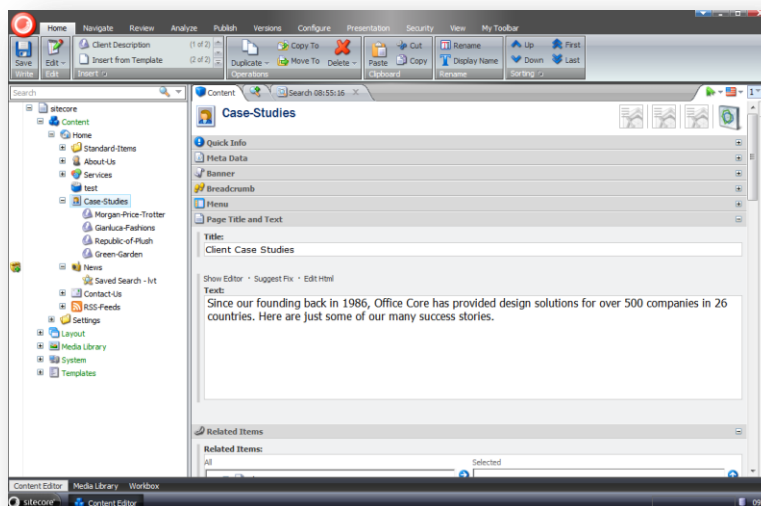 Home Navigate Review Analyze Publish Versions Configure Presentation Security View My Toolbar
Save Edit Client Description (1 of 2) Duplicate Copy To Delete Paste Cut Rename Up First
Insert from Template (2 of 2) Move To Copy Display Name Down Last
Write Edit Insert Operations Clipboard Rename Sorting
Search
Content Search 08:55:16 1
sitecore
Content
Home
Standard-Items
About-Us
Services
test
Case-Studies
Morgan-Price-Trotter
Gianluca-Fashions
Republic-of-Plush
Green-Garden
News
Saved Search - lvt
Contact-Us
RSS-Feeds
Settings
Layout
Media Library
System
Templates
Case-Studies
Quick Info
Meta Data
Banner
Breadcrumb
Menu
Page Title and Text
Title:
Client Case Studies
Show Editor · Suggest Fix · Edit Html
Text:
Since our founding back in 1986, Office Core has provided design solutions for over 500 companies in 26
countries. Here are just some of our many success stories.
Related Items
Related Items:
All Selected
Content Editor Media Library Workbox
sitecore Content Editor 09